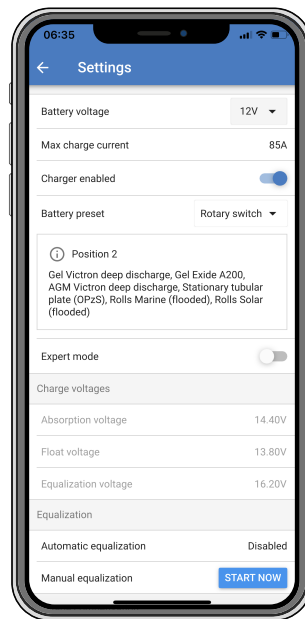 06:35
Settings
Battery voltage 12V
Max charge current 85A
Charger enabled
Battery preset Rotary switch
Position 2
Gel Victron deep discharge, Gel Exide A200,
AGM Victron deep discharge, Stationary tubular
plate (OPzS), Rolls Marine (flooded), Rolls Solar
(flooded)
Expert mode
Charge voltages
Absorption voltage 14.40V
Float voltage 13.80V
Equalization voltage 16.20V
Equalization
Automatic equalization Disabled
Manual equalization START NOW